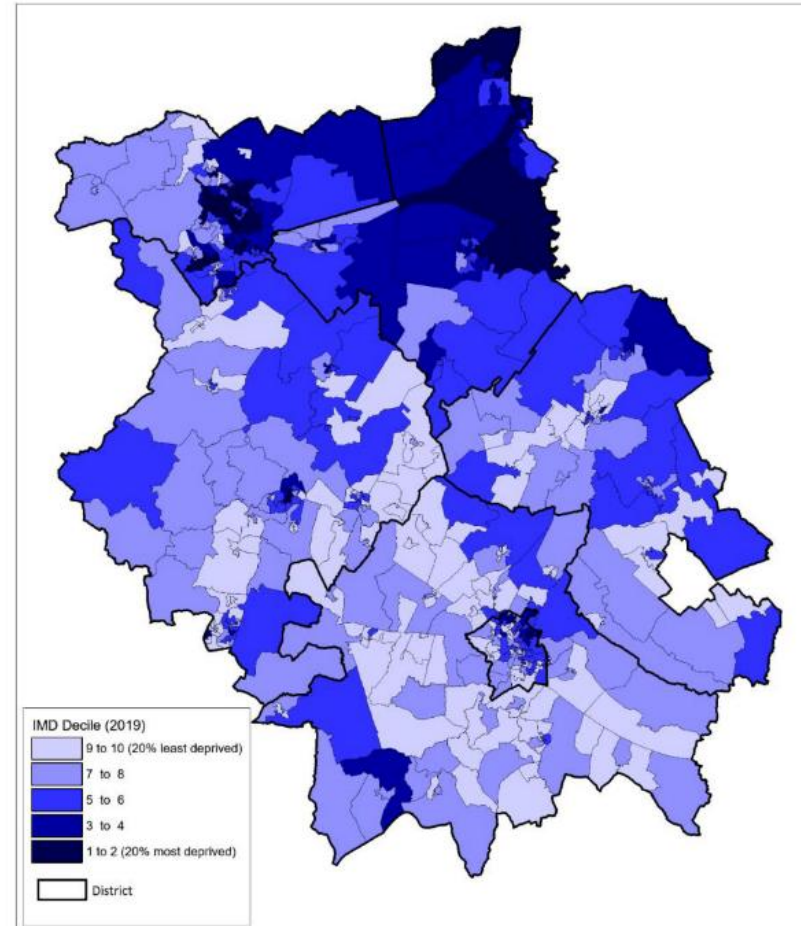 IMD Decile (2019)
9 to 10 (20% least deprived)
7 to 8
5 to 6
3 to 4
1 to 2 (20% most deprived)
District